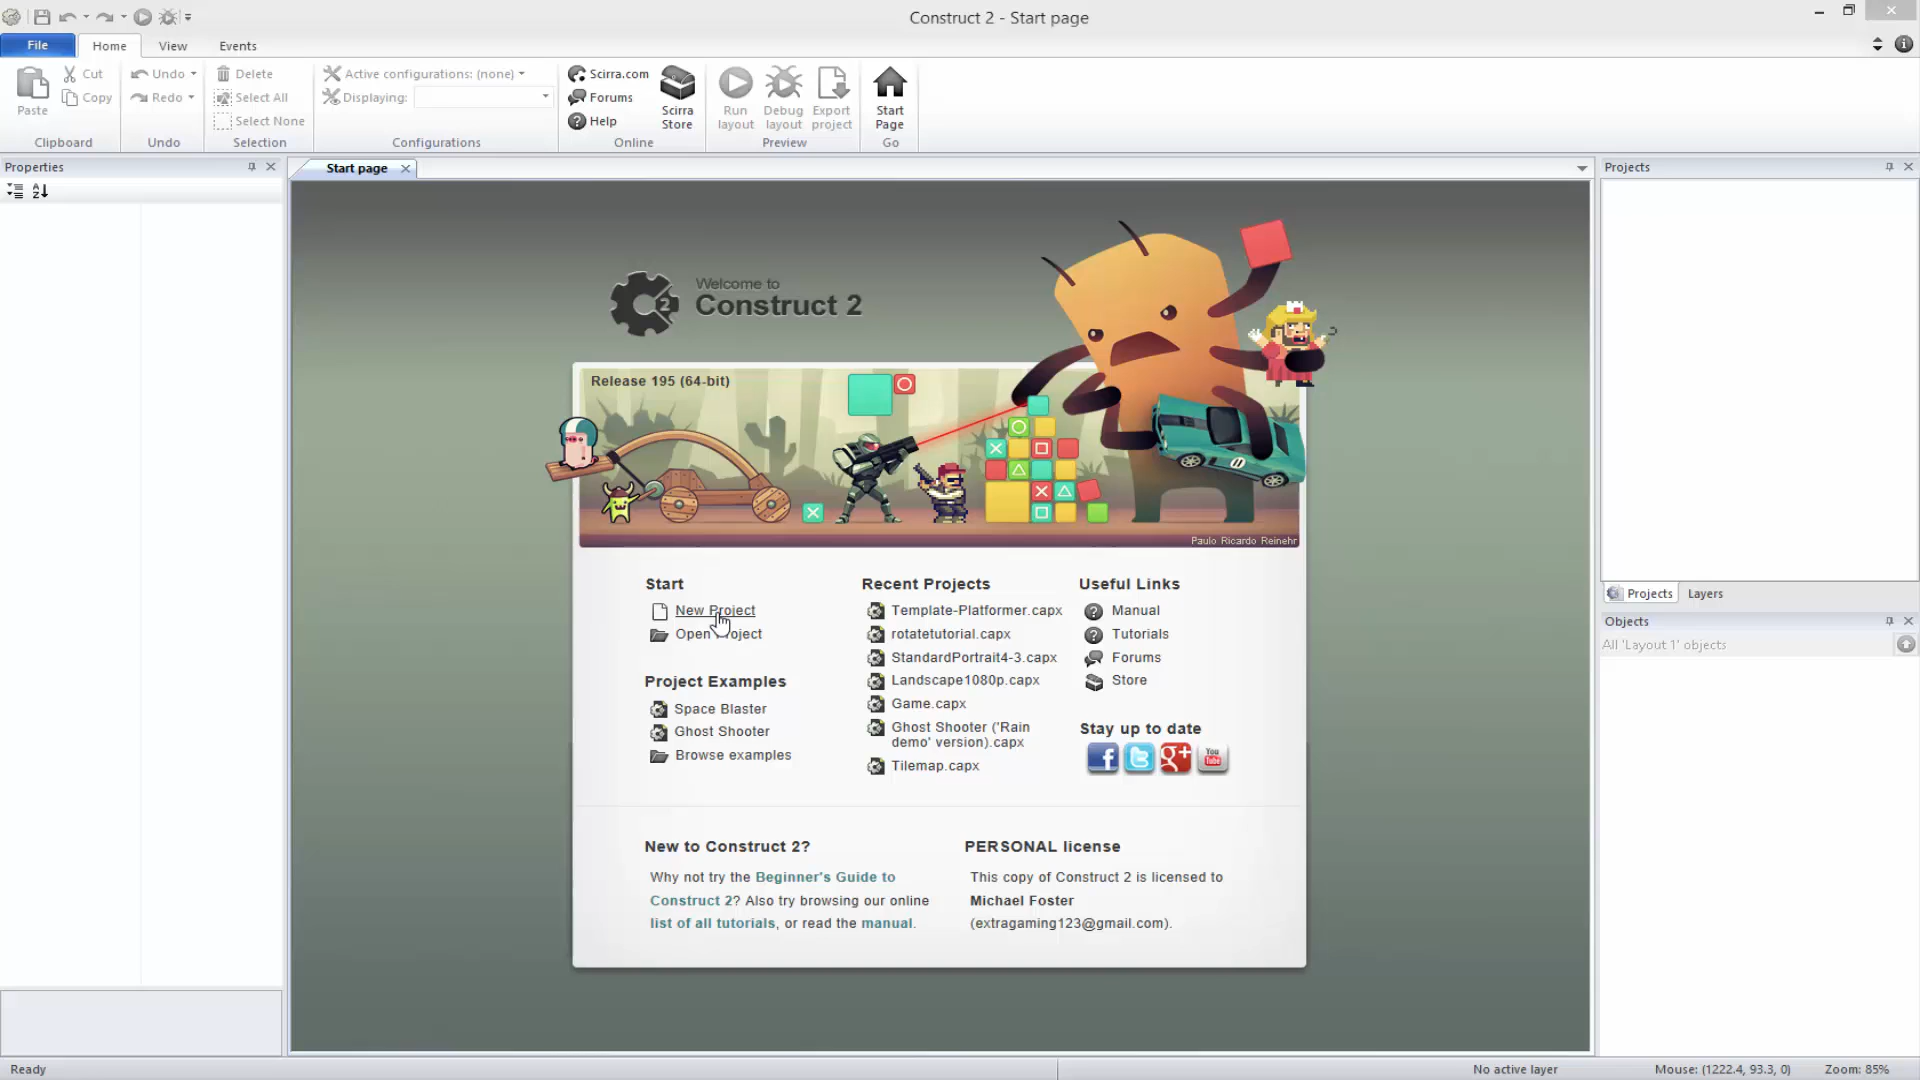 Construct 2 - Start page
File Home View Events
Paste Cut Copy
Clipboard
Undo Redo
Undo
Delete
Select All
Select None
Selection
Active configurations: (none)
Displaying:
Configurations
Scirra.com
Forums
Help
Scirra Store
Online
Run layout
Debug layout
Export project
Preview
Start Page
Go
Properties
Start page
Projects
Welcome to
Construct 2
Release 195 (64-bit)
Paulo Ricardo Reinehr
Start
New Project
Open Project
Project Examples
Space Blaster
Ghost Shooter
Browse examples
Recent Projects
Template-Platformer.capx
rotatetutorial.capx
StandardPortrait4-3.capx
Landscape1080p.capx
Game.capx
Ghost Shooter ('Rain
demo' version).capx
Tilemap.capx
Useful Links
Manual
Tutorials
Forums
Store
Stay up to date
You Tube
New to Construct 2?
Why not try the Beginner's Guide to
Construct 2? Also try browsing our online
list of all tutorials, or read the manual.
PERSONAL license
This copy of Construct 2 is licensed to
Michael Foster
(extragaming123@gmail.com).
Projects Layers
Objects
All 'Layout 1' objects
Ready
No active layer
Mouse: (1222.4, 93.3, 0)
Zoom: 85%